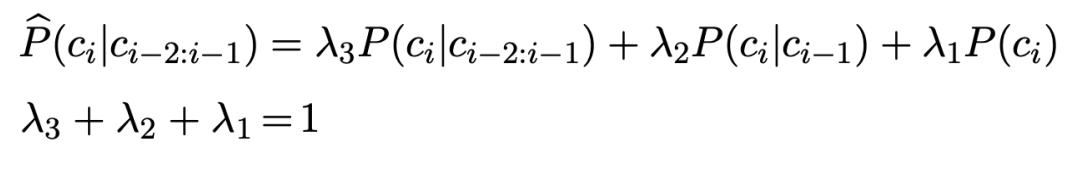 P̂(cᵢ|cᵢ₋₂:ᵢ₋₁) = λ₃P(cᵢ|cᵢ₋₂:ᵢ₋₁) + λ₂P(cᵢ|cᵢ₋₁) + λ₁P(cᵢ)
λ₃ + λ₂ + λ₁ = 1